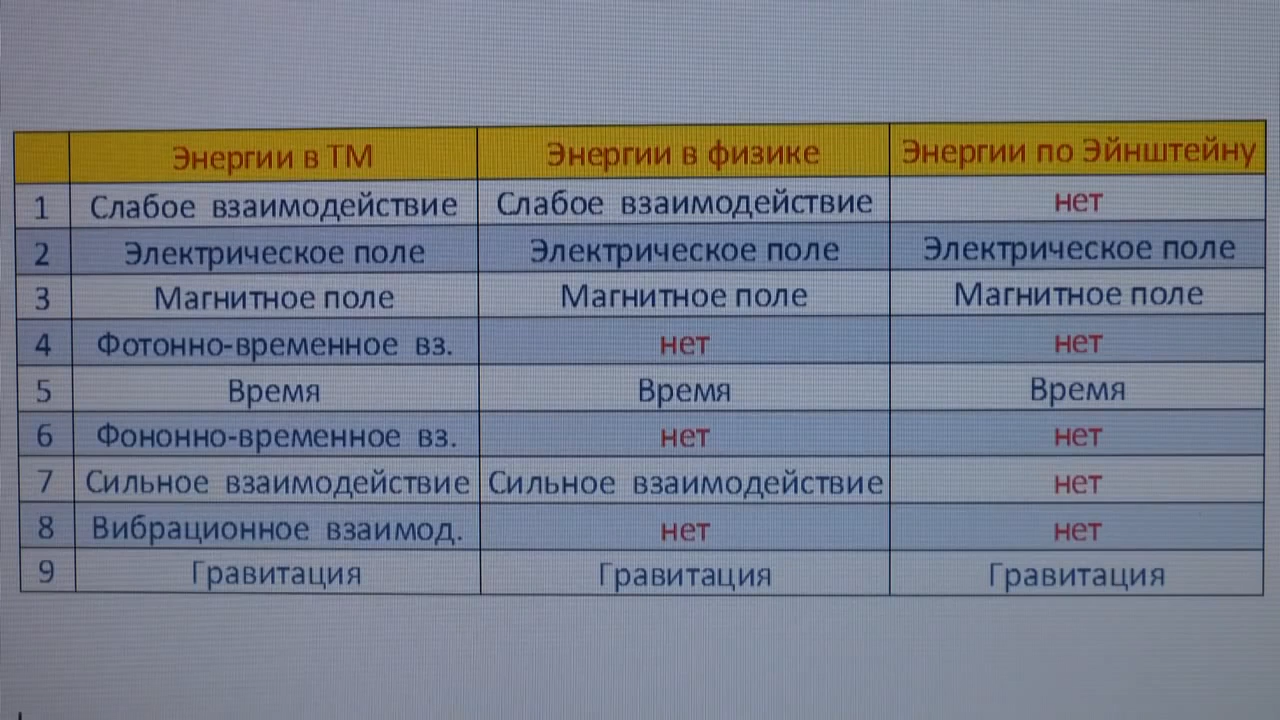 Энергии в ТМ Энергии в физике Энергии по Эйнштейну
1 Слабое взаимодействие Слабое взаимодействие нет
2 Электрическое поле Электрическое поле Электрическое поле
3 Магнитное поле Магнитное поле Магнитное поле
4 Фотонно-временное вз. нет нет
5 Время Время Время
6 Фононно-временное вз. нет нет
7 Сильное взаимодействие Сильное взаимодействие нет
8 Вибрационное взаимод. нет нет
9 Гравитация Гравитация Гравитация